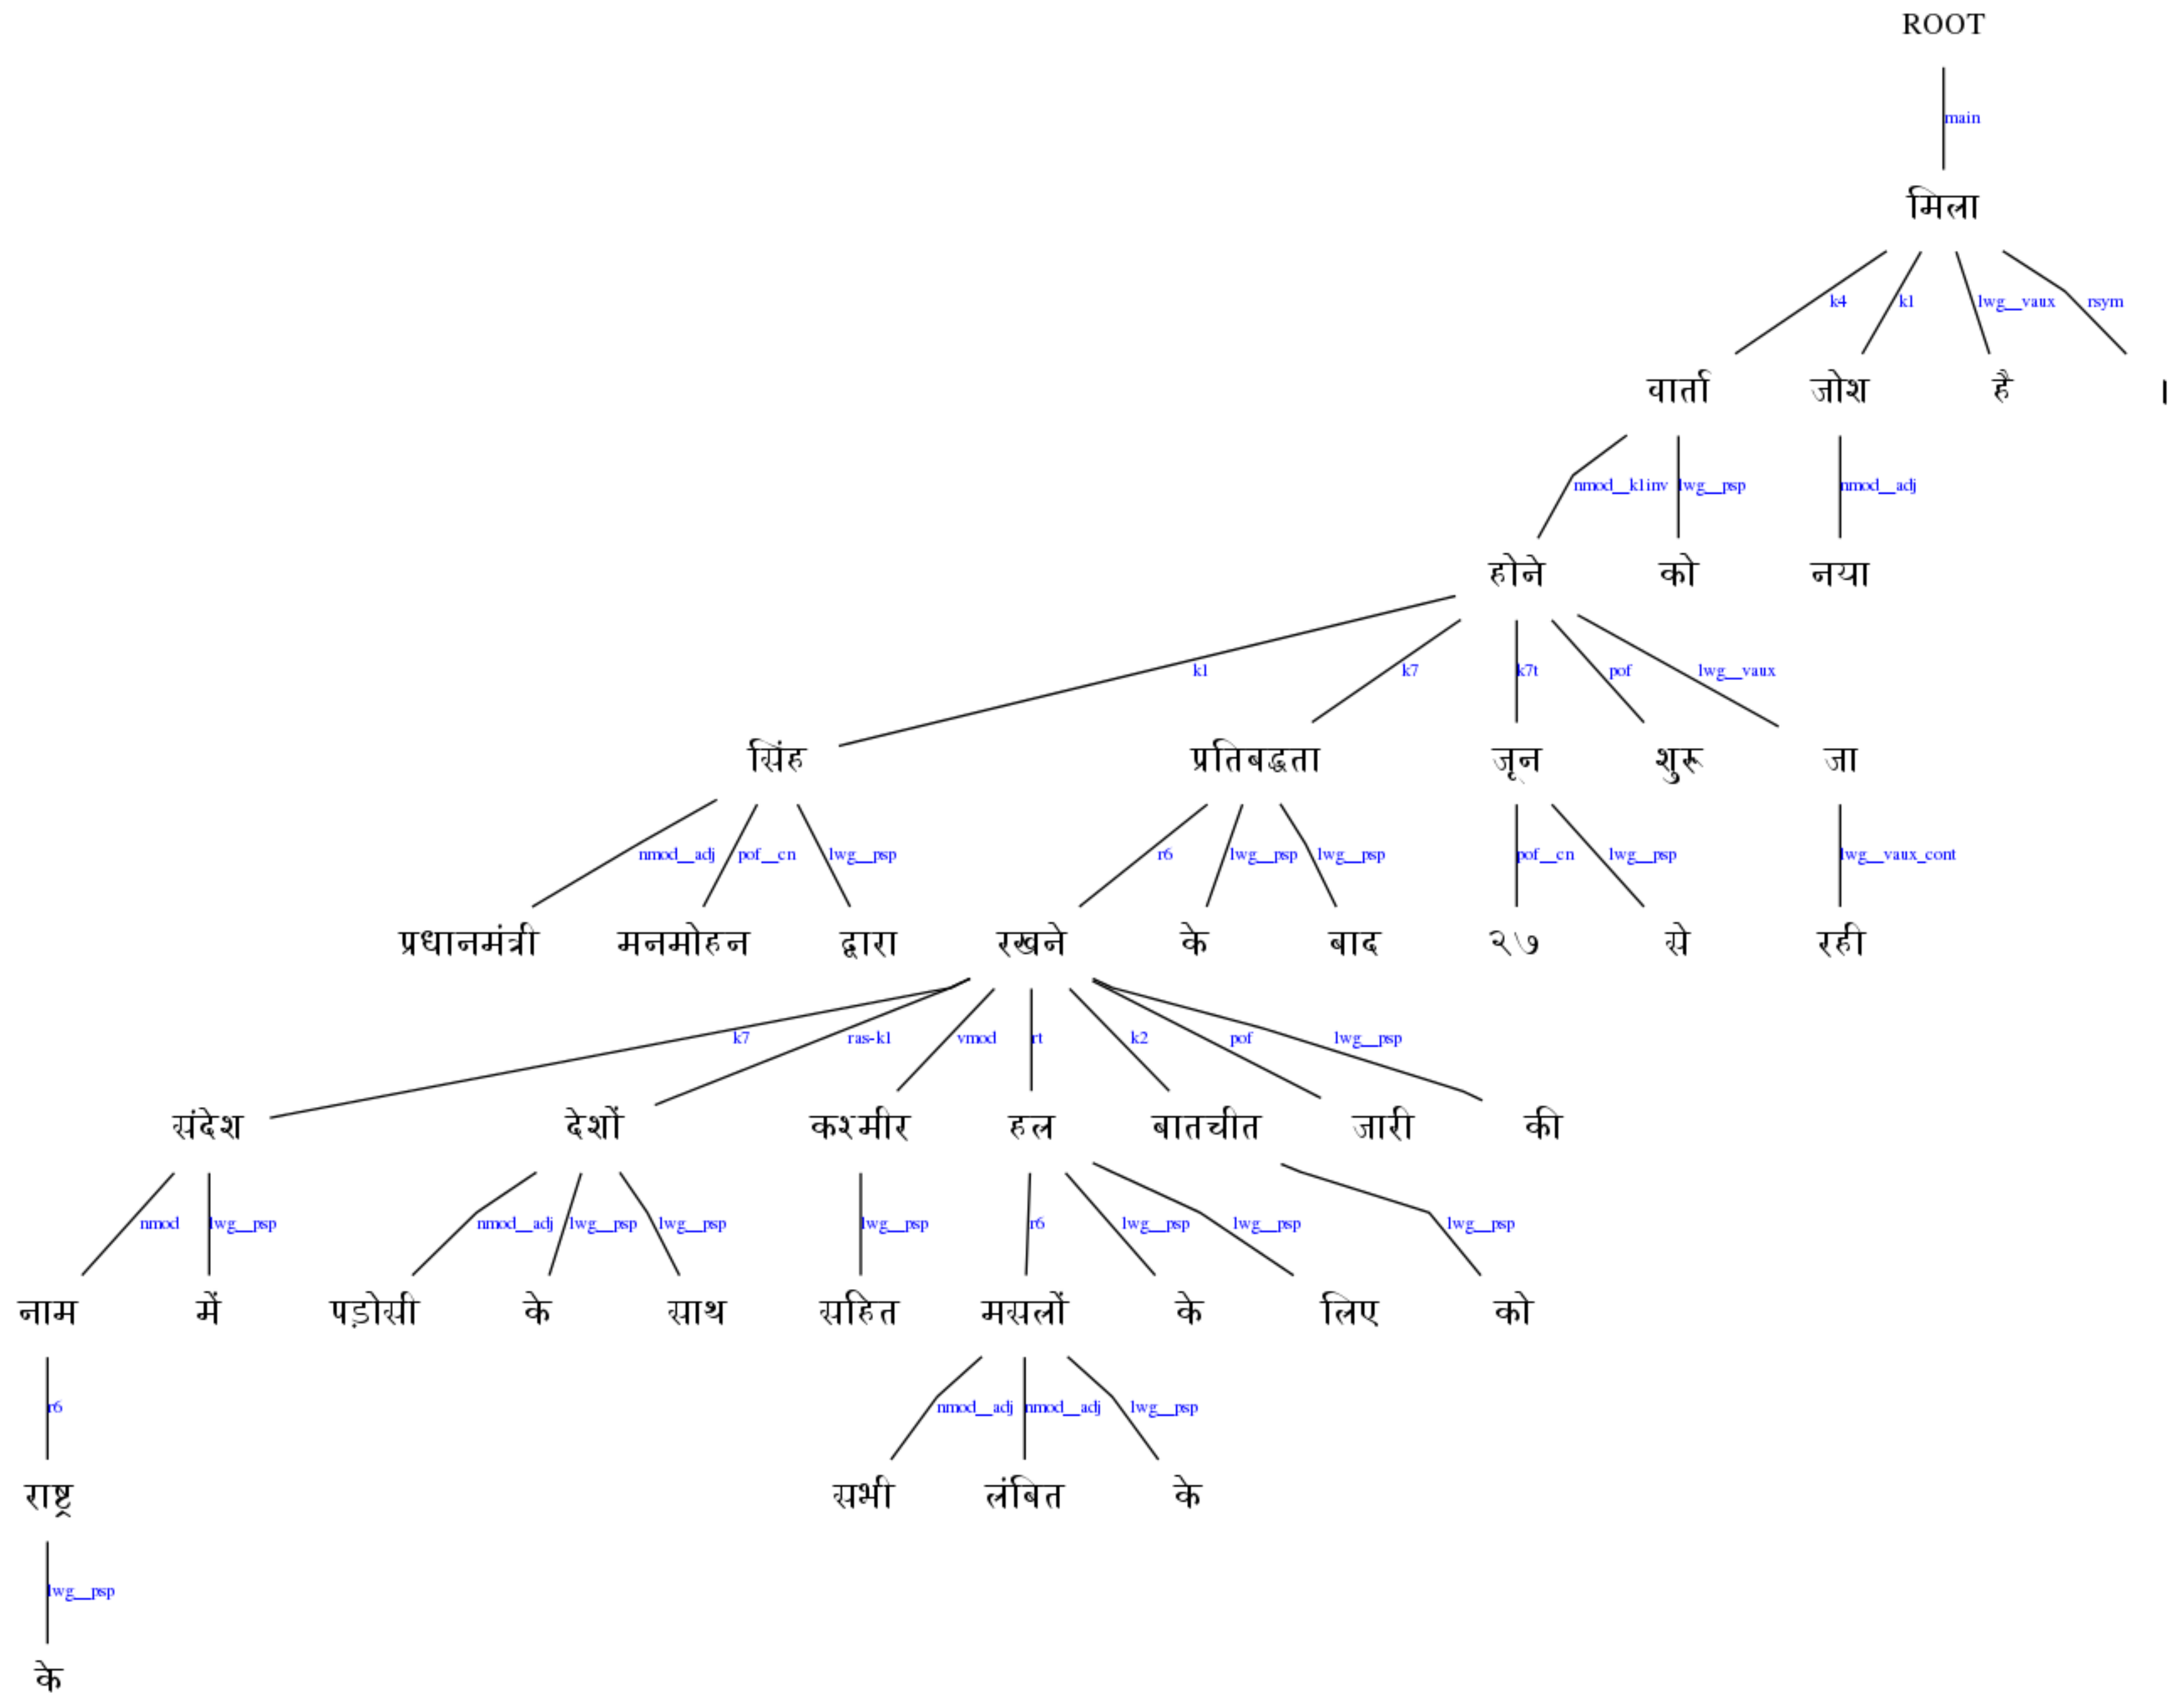 ROOT
main
मिला
k4 k1 lwg__vaux rsym
वार्ता जोश है ।
nmod__k1inv lwg__psp nmod__adj
होने को नया
k1 k7 k7t pof lwg__vaux
सिंह प्रतिबद्धता जून शुरू जा
nmod__adj pof__cn lwg__psp r6 lwg__psp lwg__psp pof__cn lwg__psp lwg__vaux_cont
प्रधानमंत्री मनमोहन द्वारा रखने के बाद २७ से रही
k7 ras-k1 vmod rt k2 pof lwg__psp
संदेश देशों कश्मीर हल बातचीत जारी की
nmod lwg__psp nmod__adj lwg__psp lwg__psp lwg__psp r6 lwg__psp lwg__psp lwg__psp
नाम में पड़ोसी के साथ सहित मसलों के लिए को
r6 nmod__adj nmod__adj lwg__psp
राष्ट्र सभी लंबित के
lwg__psp
के